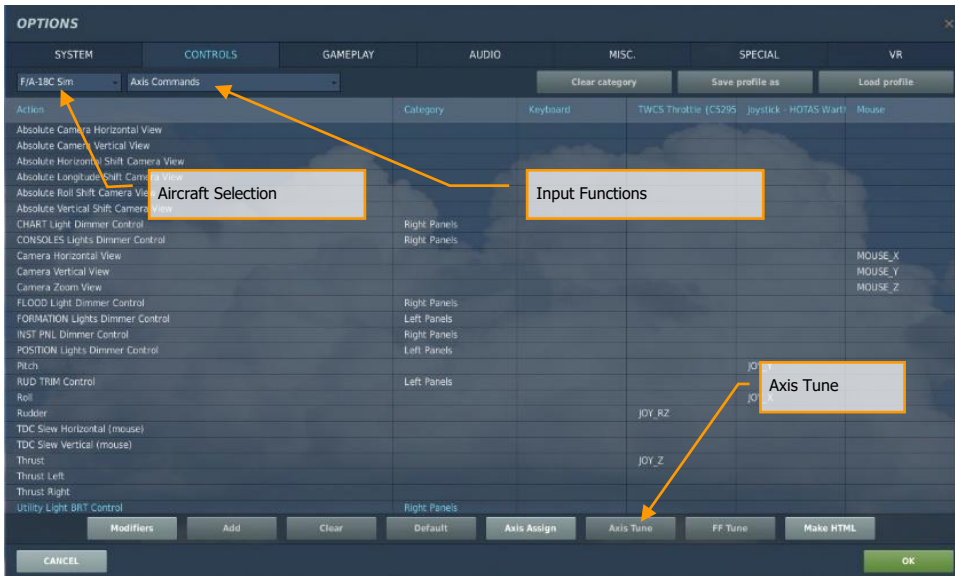 OPTIONS
SYSTEM CONTROLS GAMEPLAY AUDIO MISC. SPECIAL VR
F/A-18C Sim Axis Commands Clear category Save profile as Load profile
Action Category Keyboard TWCS Throttle {C5295 Joystick - HOTAS Wart Mouse
Absolute Camera Horizontal View
Absolute Camera Vertical View
Absolute Horizontal Shift Camera View
Absolute Longitude Shift Camera View
Absolute Roll Shift Camera View
Absolute Vertical Shift Camera View
Aircraft Selection
Input Functions
CHART Light Dimmer Control Right Panels
CONSOLES Lights Dimmer Control Right Panels
Camera Horizontal View MOUSE_X
Camera Vertical View MOUSE_Y
Camera Zoom View MOUSE_Z
FLOOD Light Dimmer Control Right Panels
FORMATION Lights Dimmer Control Left Panels
INST PNL Dimmer Control Right Panels
POSITION Lights Dimmer Control Left Panels
Pitch JOY_Y
RUD TRIM Control Left Panels
Axis Tune
Roll JOY_X
Rudder JOY_RZ
TDC Slew Horizontal (mouse)
TDC Slew Vertical (mouse)
Thrust JOY_Z
Thrust Left
Thrust Right
Utility Light BRT Control Right Panels
Modifiers Add Clear Default Axis Assign Axis Tune FF Tune Make HTML
CANCEL OK